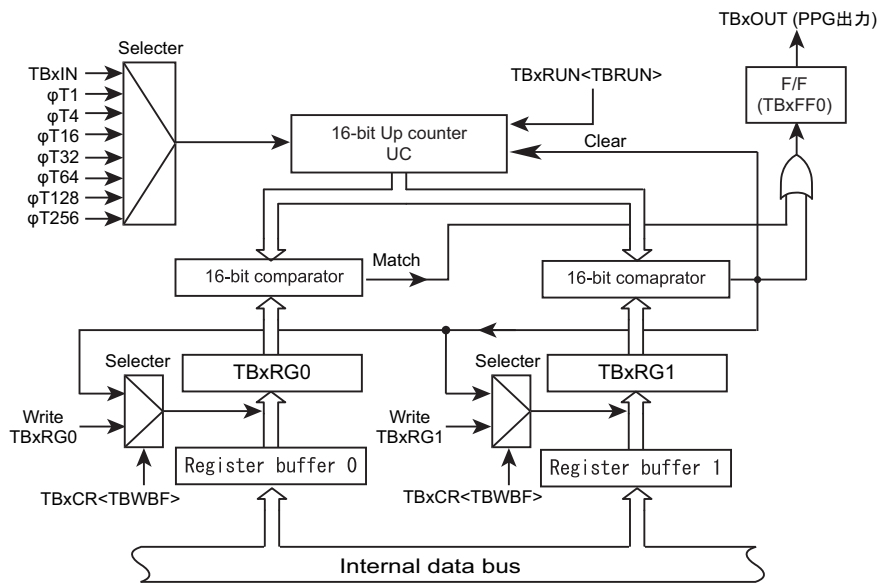 TBxOUT (PPG出力)
Selecter
TBxIN
φT1
φT4
φT16
φT32
φT64
φT128
φT256
TBxRUN<TBRUN>
F/F
(TBxFF0)
16-bit Up counter
UC
Clear
16-bit comparator
Match
16-bit comaprator
Selecter
TBxRG0
Selecter
TBxRG1
Write
TBxRG0
Write
TBxRG1
Register buffer 0
Register buffer 1
TBxCR<TBWBF>
TBxCR<TBWBF>
Internal data bus